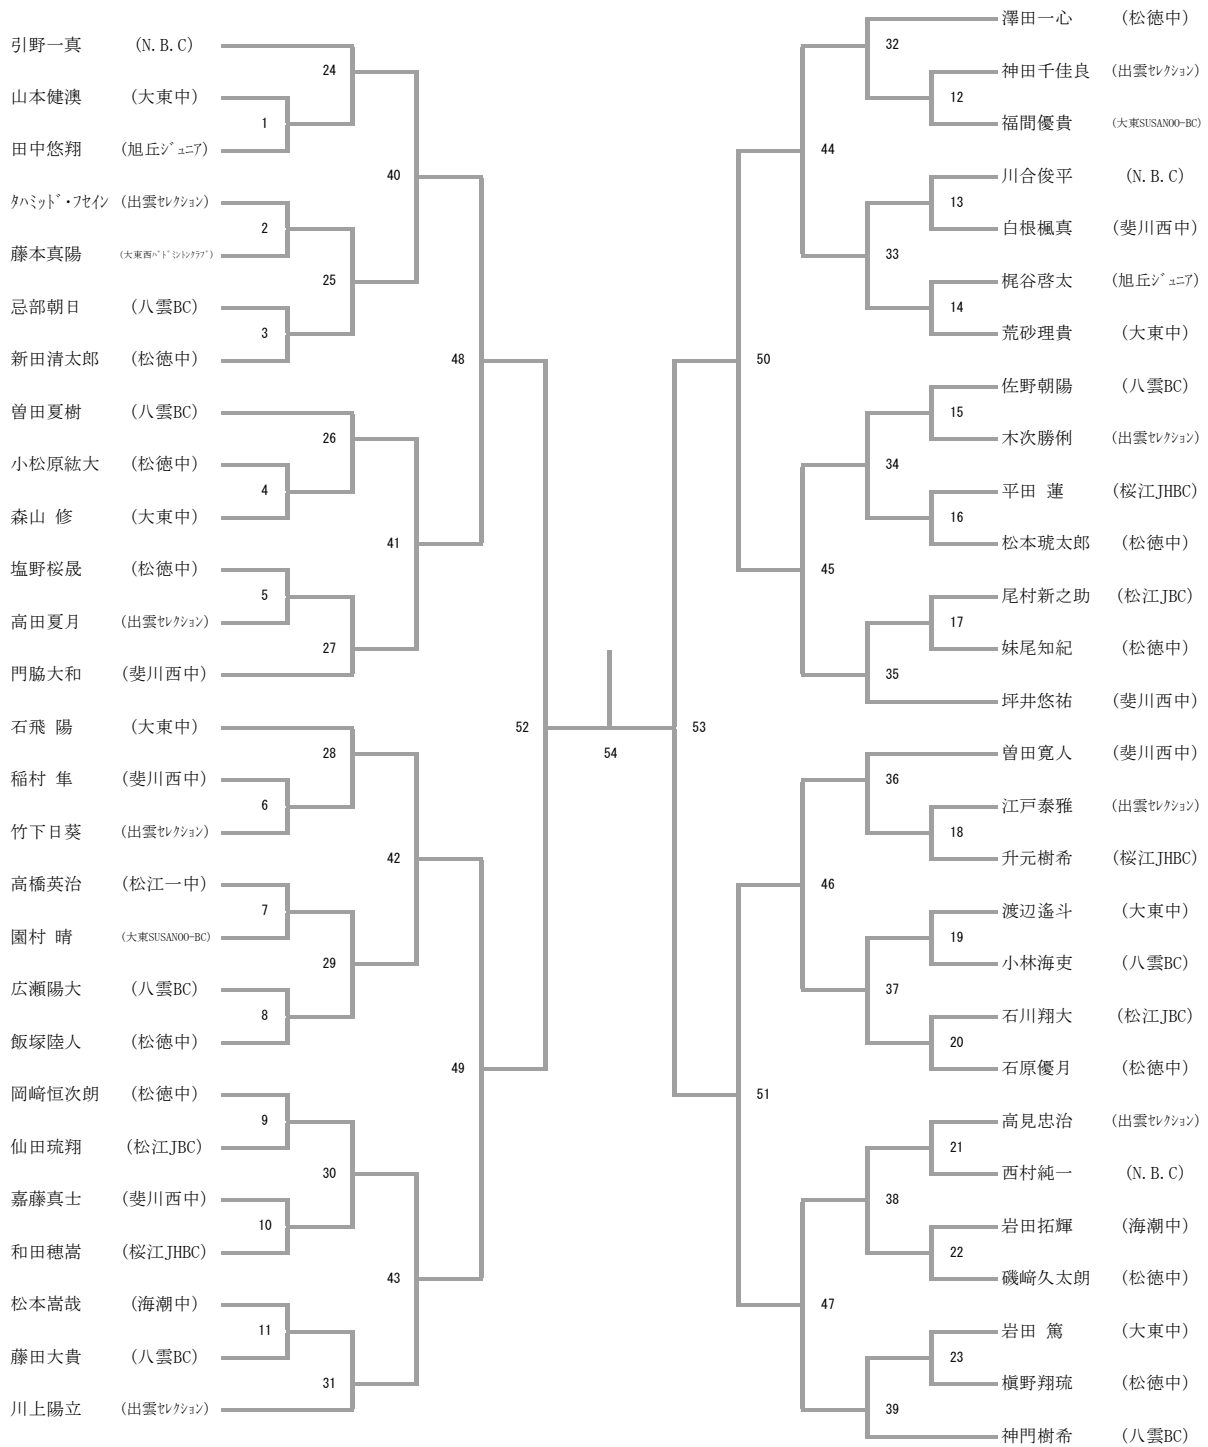 引野一真 (N.B.C)
24
山本健澳 (大東中)
1
田中悠翔 (旭丘ｼﾞｭﾆｱ)
40
ﾀﾊﾐｯﾄﾞ・ﾌｾｲﾝ (出雲ｾﾚｸｼｮﾝ)
2
藤本真陽 (大東西ﾊﾞﾄﾞﾐﾝﾄﾝｸﾗﾌﾞ)
25
忌部朝日 (八雲BC)
3
新田清太郎 (松徳中)
48
曽田夏樹 (八雲BC)
26
小松原紘大 (松徳中)
4
森山 修 (大東中)
41
塩野桜晟 (松徳中)
5
高田夏月 (出雲ｾﾚｸｼｮﾝ)
27
門脇大和 (斐川西中)
52
石飛 陽 (大東中)
28
稲村 隼 (斐川西中)
6
竹下日葵 (出雲ｾﾚｸｼｮﾝ)
42
高橋英治 (松江一中)
7
園村 晴 (大東SUSANOO-BC)
29
広瀬陽大 (八雲BC)
8
飯塚陸人 (松徳中)
49
岡﨑恒次朗 (松徳中)
9
仙田琉翔 (松江JBC)
30
嘉藤真士 (斐川西中)
10
和田穂嵩 (桜江JHBC)
43
松本嵩哉 (海潮中)
11
藤田大貴 (八雲BC)
31
川上陽立 (出雲ｾﾚｸｼｮﾝ)
54
澤田一心 (松徳中)
32
神田千佳良 (出雲ｾﾚｸｼｮﾝ)
12
福間優貴 (大東SUSANOO-BC)
44
川合俊平 (N.B.C)
13
白根楓真 (斐川西中)
33
梶谷啓太 (旭丘ｼﾞｭﾆｱ)
14
荒砂理貴 (大東中)
50
佐野朝陽 (八雲BC)
15
木次勝俐 (出雲ｾﾚｸｼｮﾝ)
34
平田 蓮 (桜江JHBC)
16
松本琥太郎 (松徳中)
45
尾村新之助 (松江JBC)
17
妹尾知紀 (松徳中)
35
坪井悠祐 (斐川西中)
53
曽田寛人 (斐川西中)
36
江戸泰雅 (出雲ｾﾚｸｼｮﾝ)
18
升元樹希 (桜江JHBC)
46
渡辺遙斗 (大東中)
19
小林海吏 (八雲BC)
37
石川翔大 (松江JBC)
20
石原優月 (松徳中)
51
高見忠治 (出雲ｾﾚｸｼｮﾝ)
21
西村純一 (N.B.C)
38
岩田拓輝 (海潮中)
22
磯﨑久太朗 (松徳中)
47
岩田 篤 (大東中)
23
槇野翔琉 (松徳中)
39
神門樹希 (八雲BC)